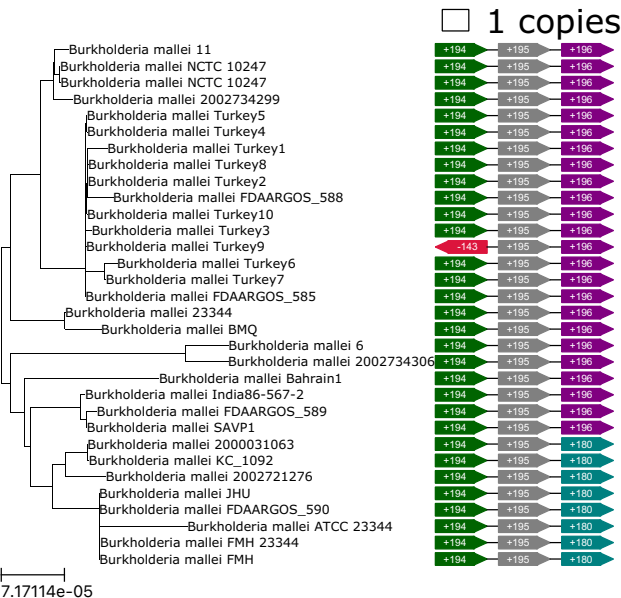 1 copies
Burkholderia mallei 11 +194 +195 +196
Burkholderia mallei NCTC 10247 +194 +195 +196
Burkholderia mallei NCTC 10247 +194 +195 +196
Burkholderia mallei 2002734299 +194 +195 +196
Burkholderia mallei Turkey5 +194 +195 +196
Burkholderia mallei Turkey4 +194 +195 +196
Burkholderia mallei Turkey1 +194 +195 +196
Burkholderia mallei Turkey8 +194 +195 +196
Burkholderia mallei Turkey2 +194 +195 +196
Burkholderia mallei FDAARGOS_588 +194 +195 +196
Burkholderia mallei Turkey10 +194 +195 +196
Burkholderia mallei Turkey3 +194 +195 +196
Burkholderia mallei Turkey9 -143 +195 +196
Burkholderia mallei Turkey6 +194 +195 +196
Burkholderia mallei Turkey7 +194 +195 +196
Burkholderia mallei FDAARGOS_585 +194 +195 +196
Burkholderia mallei 23344 +194 +195 +196
Burkholderia mallei BMQ +194 +195 +196
Burkholderia mallei 6 +194 +195 +196
Burkholderia mallei 2002734306 +194 +195 +196
Burkholderia mallei Bahrain1 +194 +195 +196
Burkholderia mallei India86-567-2 +194 +195 +196
Burkholderia mallei FDAARGOS_589 +194 +195 +196
Burkholderia mallei SAVP1 +194 +195 +196
Burkholderia mallei 2000031063 +194 +195 +180
Burkholderia mallei KC_1092 +194 +195 +180
Burkholderia mallei 2002721276 +194 +195 +180
Burkholderia mallei JHU +194 +195 +180
Burkholderia mallei FDAARGOS_590 +194 +195 +180
Burkholderia mallei ATCC 23344 +194 +195 +180
Burkholderia mallei FMH 23344 +194 +195 +180
Burkholderia mallei FMH +194 +195 +180
7.17114e-05